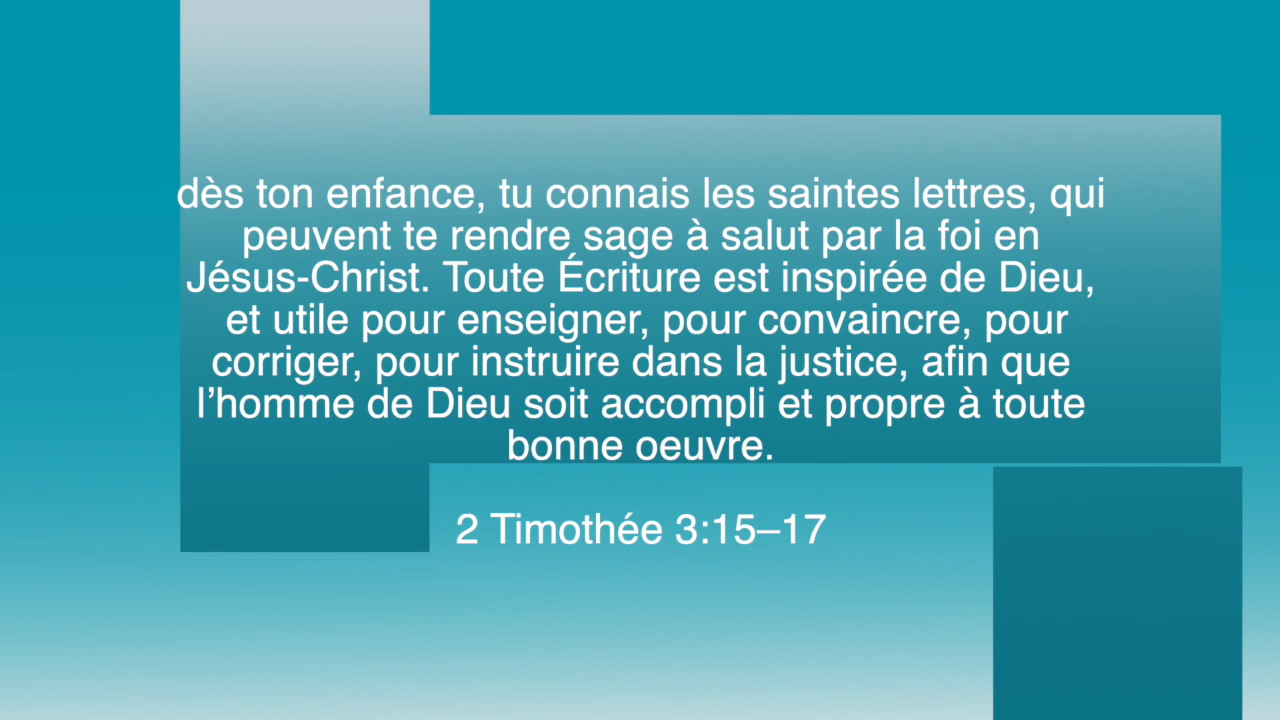 dès ton enfance, tu connais les saintes lettres, qui
peuvent te rendre sage à salut par la foi en
Jésus-Christ. Toute Écriture est inspirée de Dieu,
et utile pour enseigner, pour convaincre, pour
corriger, pour instruire dans la justice, afin que
l’homme de Dieu soit accompli et propre à toute
bonne oeuvre.
2 Timothée 3:15–17